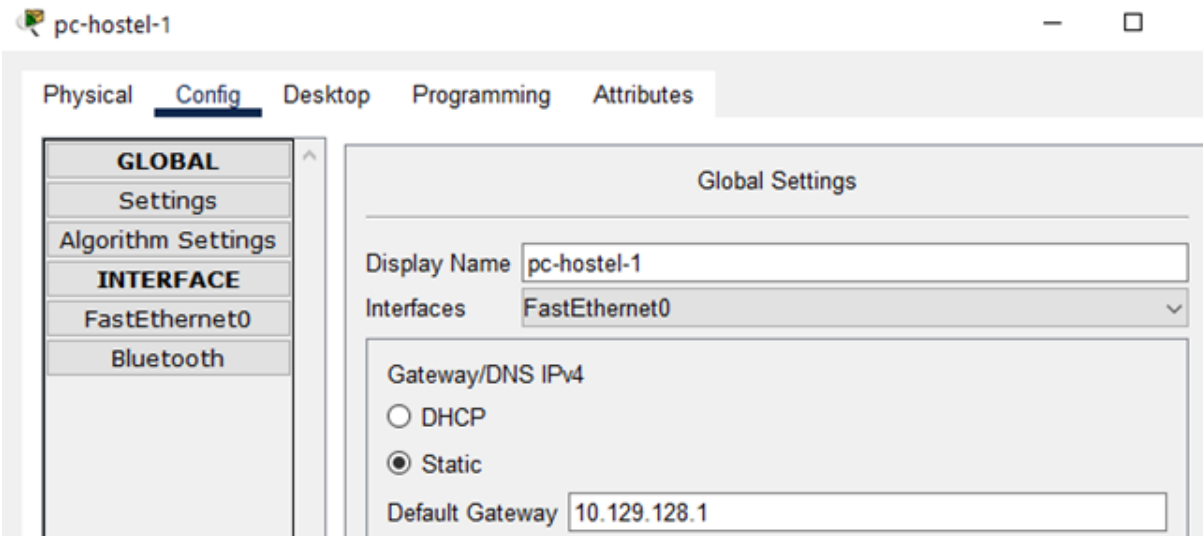 pc-hostel-1
Physical Config Desktop Programming Attributes
GLOBAL
Settings
Algorithm Settings
INTERFACE
FastEthernet0
Bluetooth
Global Settings
Display Name pc-hostel-1
Interfaces FastEthernet0
Gateway/DNS IPv4
DHCP
Static
Default Gateway 10.129.128.1